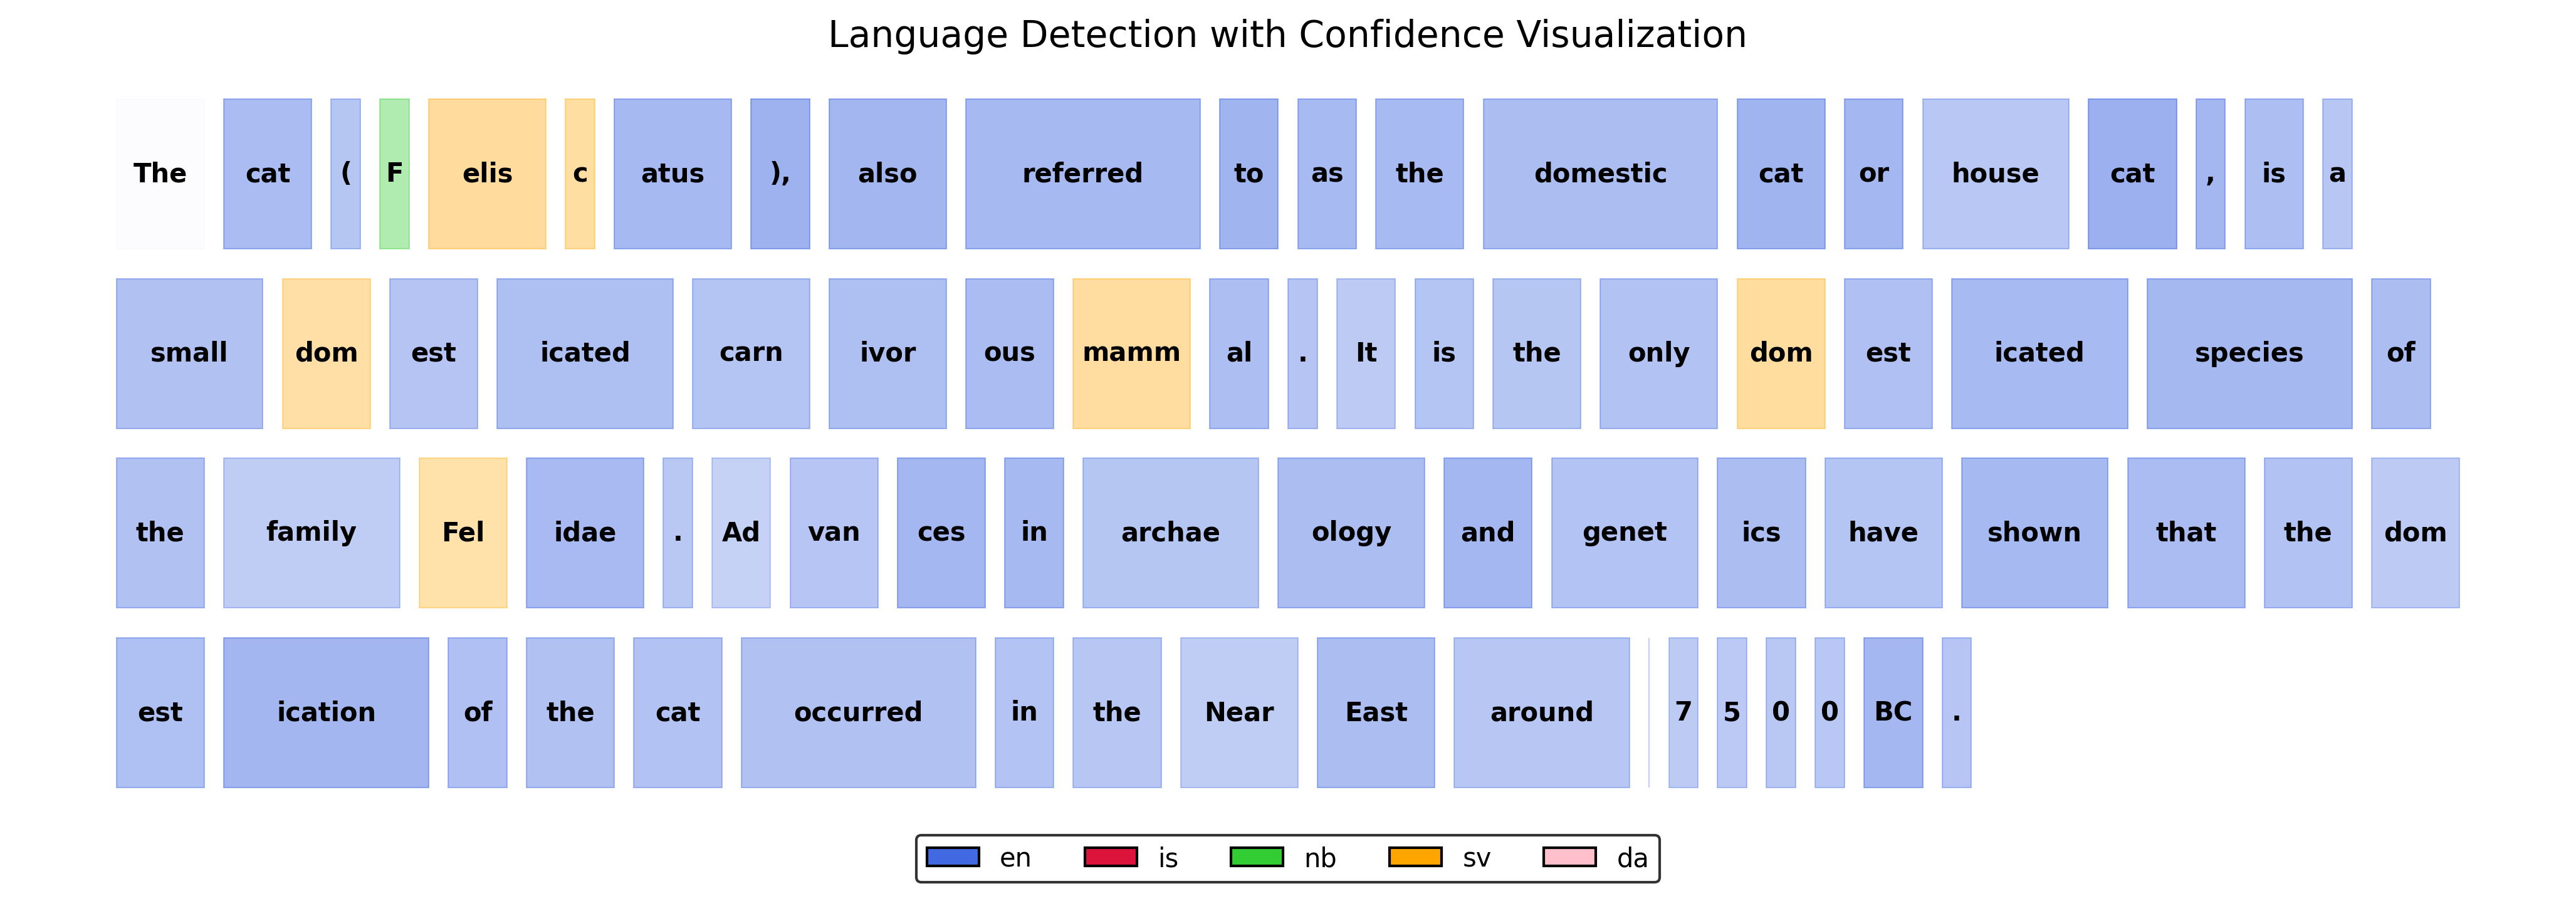 Language Detection with Confidence Visualization
The cat ( F elis c atus ), also referred to as the domestic cat or house cat , is a
small dom est icated carn ivor ous mamm al . It is the only dom est icated species of
the family Fel idae . Ad van ces in archae ology and genet ics have shown that the dom
est ication of the cat occurred in the Near East around 7 5 0 0 BC .
en is nb sv da